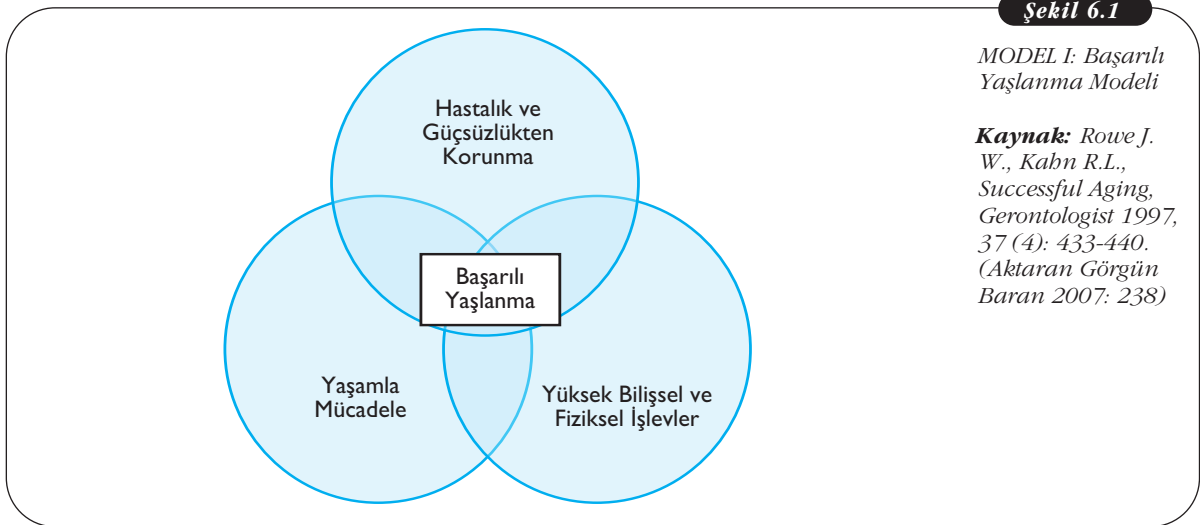 Şekil 6.1
MODEL I: Başarılı
Yaşlanma Modeli
Kaynak: Rowe J.
W., Kahn R.L.,
Successful Aging,
Gerontologist 1997,
37 (4): 433-440.
(Aktaran Görgün
Baran 2007: 238)
Hastalık ve
Güçsüzlükten
Korunma
Başarılı
Yaşlanma
Yaşamla
Mücadele
Yüksek Bilişsel ve
Fiziksel İşlevler